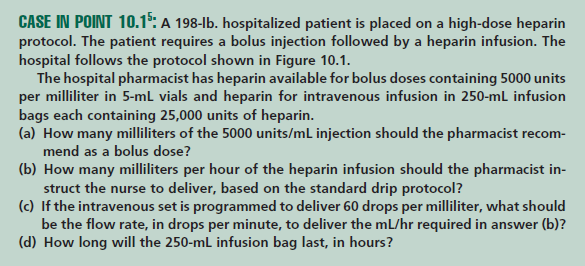 CASE IN POINT 10.1⁵: A 198-lb. hospitalized patient is placed on a high-dose heparin
protocol. The patient requires a bolus injection followed by a heparin infusion. The
hospital follows the protocol shown in Figure 10.1.
The hospital pharmacist has heparin available for bolus doses containing 5000 units
per milliliter in 5-mL vials and heparin for intravenous infusion in 250-mL infusion
bags each containing 25,000 units of heparin.
(a) How many milliliters of the 5000 units/mL injection should the pharmacist recom-
mend as a bolus dose?
(b) How many milliliters per hour of the heparin infusion should the pharmacist in-
struct the nurse to deliver, based on the standard drip protocol?
(c) If the intravenous set is programmed to deliver 60 drops per milliliter, what should
be the flow rate, in drops per minute, to deliver the mL/hr required in answer (b)?
(d) How long will the 250-mL infusion bag last, in hours?